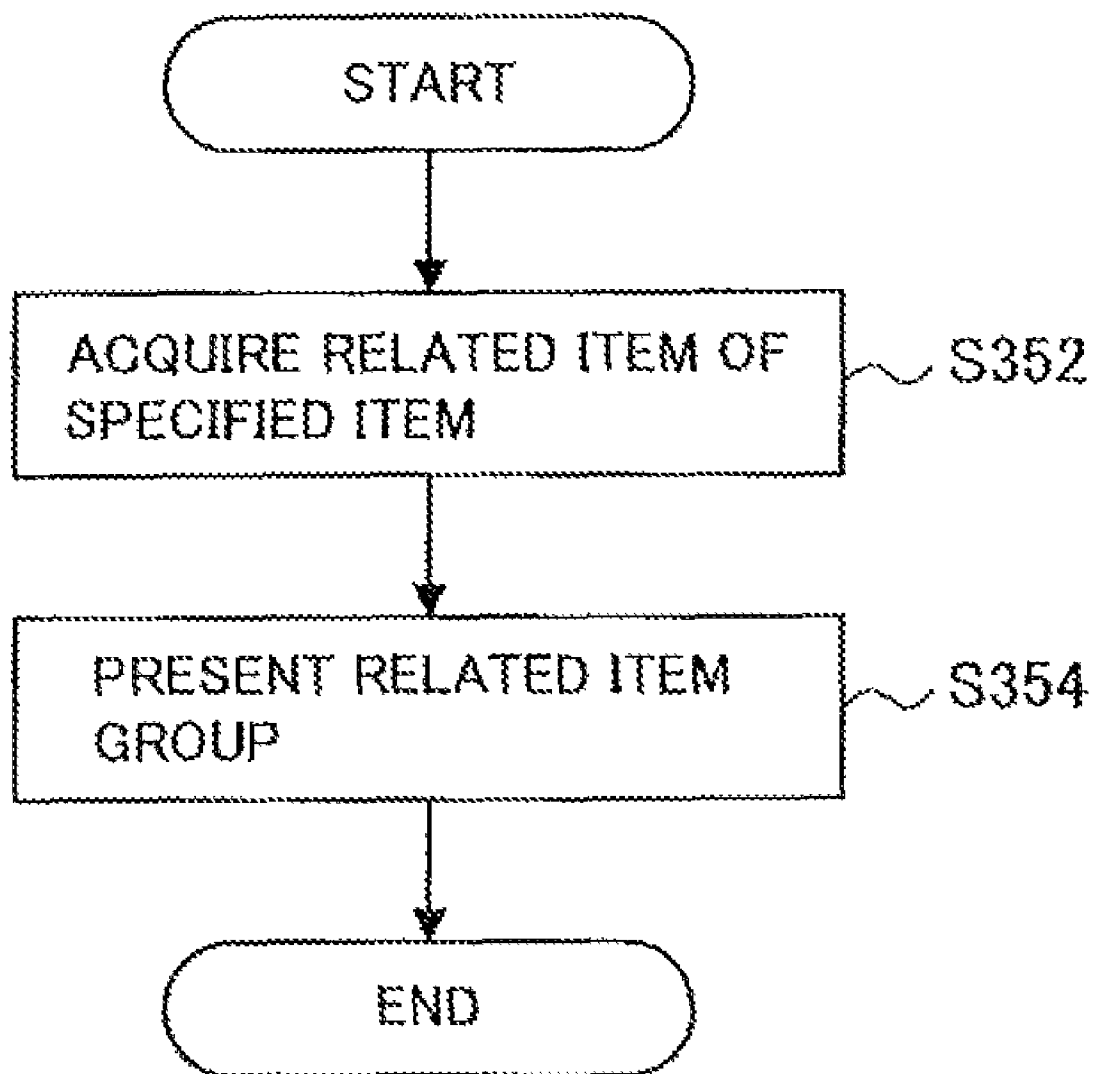 START
ACQUIRE RELATED ITEM OF
SPECIFIED ITEM
S352
PRESENT RELATED ITEM
GROUP
S354
END